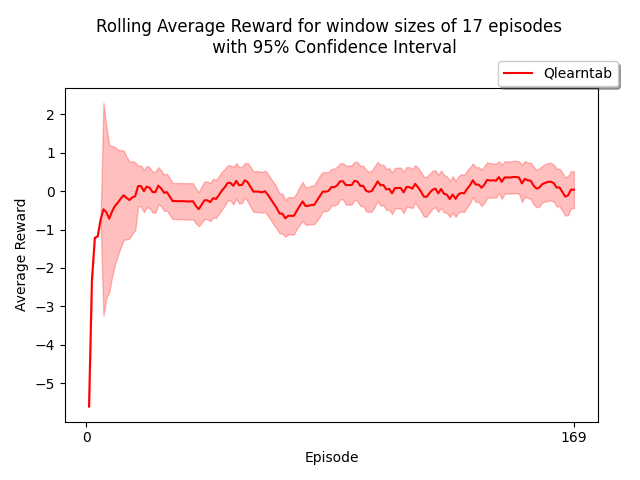 Rolling Average Reward for window sizes of 17 episodes
with 95% Confidence Interval
Qlearntab
Average Reward
2
1
0
−1
−2
−3
−4
−5
0
169
Episode